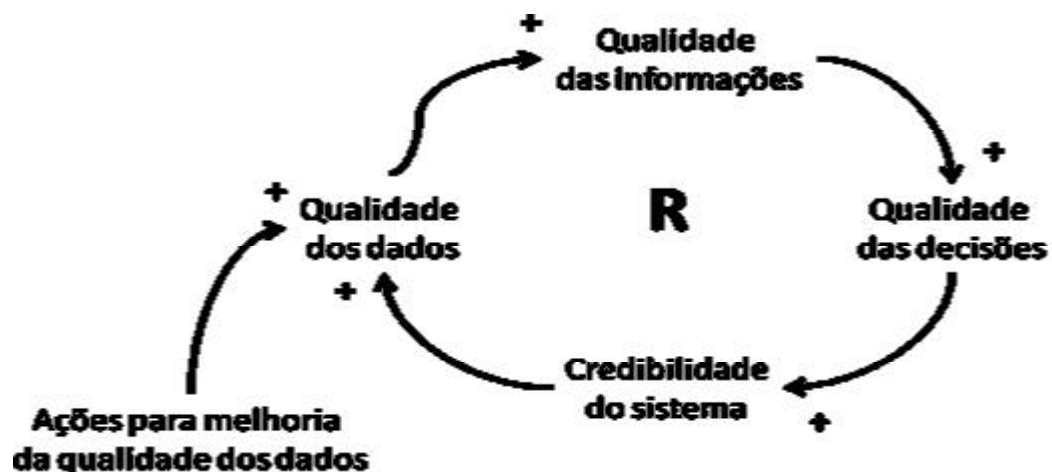 +
Qualidade
das informações
+
+
Qualidade
dos dados
R
Qualidade
das decisões
+
Credibilidade
do sistema
+
Ações para melhoria
da qualidade dos dados